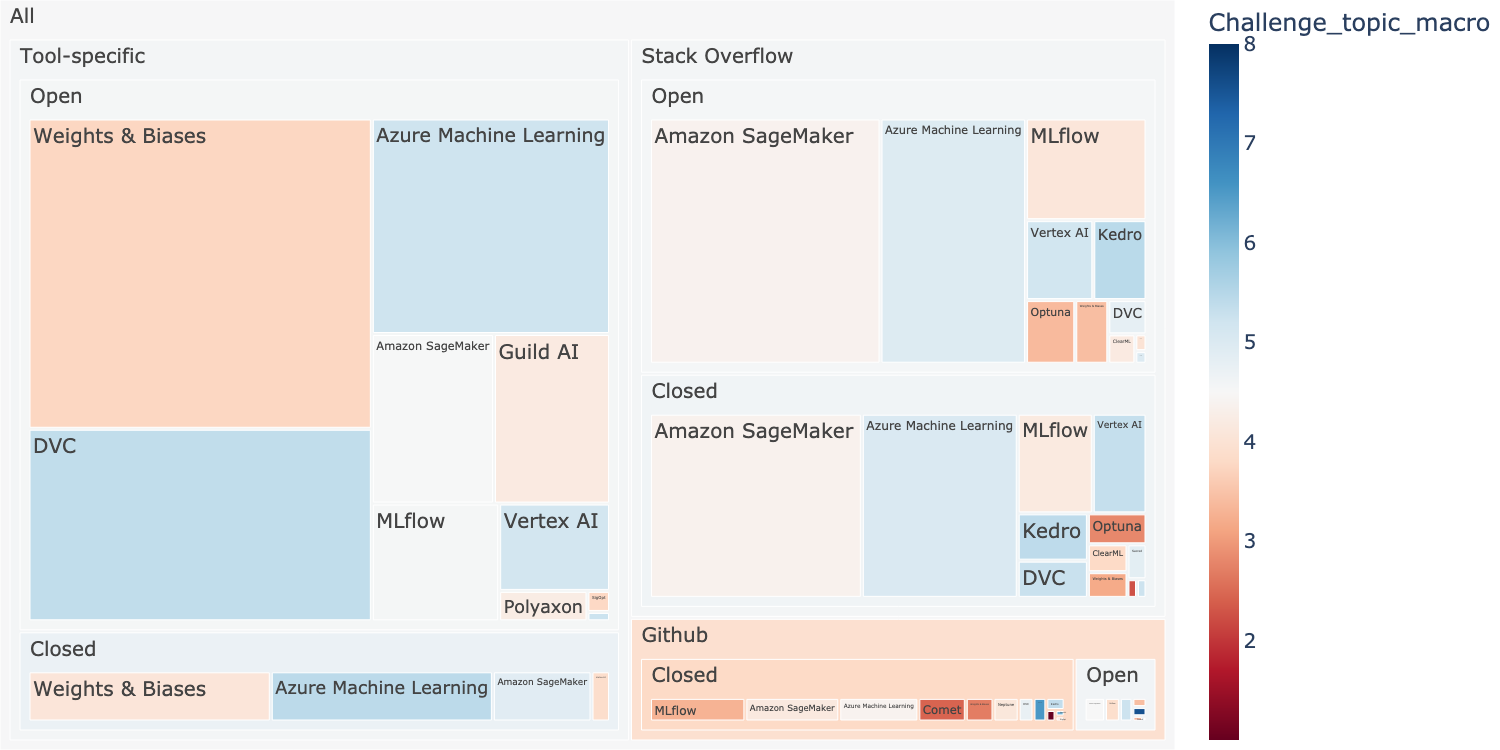 All
Tool-specific
Open
Weights & Biases
Azure Machine Learning
DVC
Amazon SageMaker
Guild AI
MLflow
Vertex AI
Polyaxon
SigOpt
Closed
Weights & Biases
Azure Machine Learning
Amazon SageMaker
Stack Overflow
Open
Amazon SageMaker
Azure Machine Learning
MLflow
Vertex AI
Kedro
Optuna
Weights & Biases
DVC
ClearML
Closed
Amazon SageMaker
Azure Machine Learning
MLflow
Vertex AI
Kedro
Optuna
DVC
ClearML
Weights & Biases
Github
Closed
MLflow
Amazon SageMaker
Azure Machine Learning
Comet
Neptune
Open
Challenge_topic_macro
8
7
6
5
4
3
2